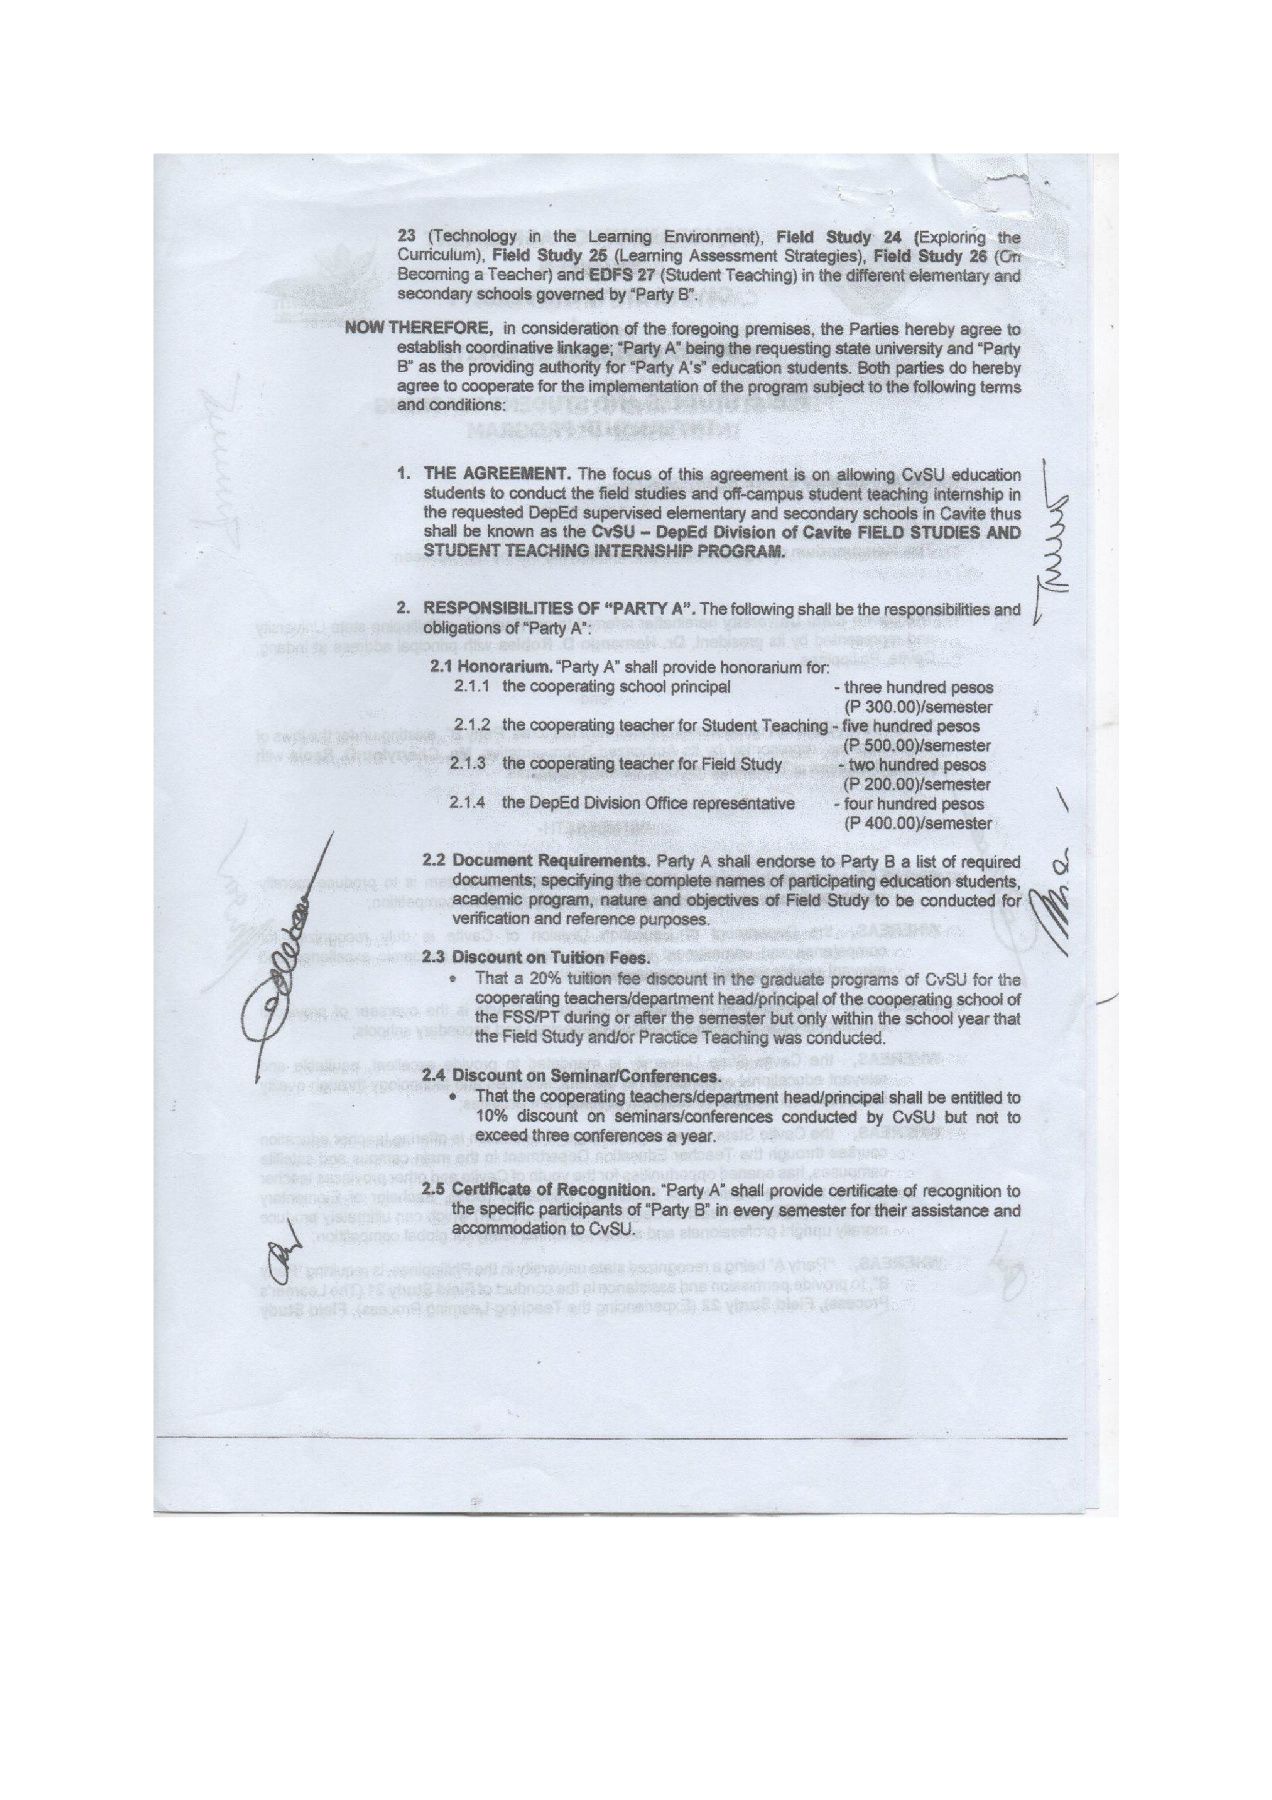 23 (Technology in the Learning Environment), Field Study 24 (Exploring the
Curriculum), Field Study 25 (Learning Assessment Strategies), Field Study 26 (On
Becoming a Teacher) and EDFS 27 (Student Teaching) in the different elementary and
secondary schools governed by "Party B".
NOW THEREFORE, in consideration of the foregoing premises, the Parties hereby agree to
establish coordinative linkage; "Party A" being the requesting state university and "Party
B" as the providing authority for "Party A's" education students. Both parties do hereby
agree to cooperate for the implementation of the program subject to the following terms
and conditions:
1. THE AGREEMENT. The focus of this agreement is on allowing CvSU education
students to conduct the field studies and off-campus student teaching internship in
the requested DepEd supervised elementary and secondary schools in Cavite thus
shall be known as the CvSU – DepEd Division of Cavite FIELD STUDIES AND
STUDENT TEACHING INTERNSHIP PROGRAM.
2. RESPONSIBILITIES OF "PARTY A". The following shall be the responsibilities and
obligations of "Party A":
2.1 Honorarium. "Party A" shall provide honorarium for:
2.1.1 the cooperating school principal - three hundred pesos
(P 300.00)/semester
2.1.2 the cooperating teacher for Student Teaching - five hundred pesos
(P 500.00)/semester
2.1.3 the cooperating teacher for Field Study - two hundred pesos
(P 200.00)/semester
2.1.4 the DepEd Division Office representative - four hundred pesos
(P 400.00)/semester
2.2 Document Requirements. Party A shall endorse to Party B a list of required
documents; specifying the complete names of participating education students,
academic program, nature and objectives of Field Study to be conducted for
verification and reference purposes.
2.3 Discount on Tuition Fees.
• That a 20% tuition fee discount in the graduate programs of CvSU for the
cooperating teachers/department head/principal of the cooperating school of
the FSS/PT during or after the semester but only within the school year that
the Field Study and/or Practice Teaching was conducted.
2.4 Discount on Seminar/Conferences.
• That the cooperating teachers/department head/principal shall be entitled to
10% discount on seminars/conferences conducted by CvSU but not to
exceed three conferences a year.
2.5 Certificate of Recognition. "Party A" shall provide certificate of recognition to
the specific participants of "Party B" in every semester for their assistance and
accommodation to CvSU.